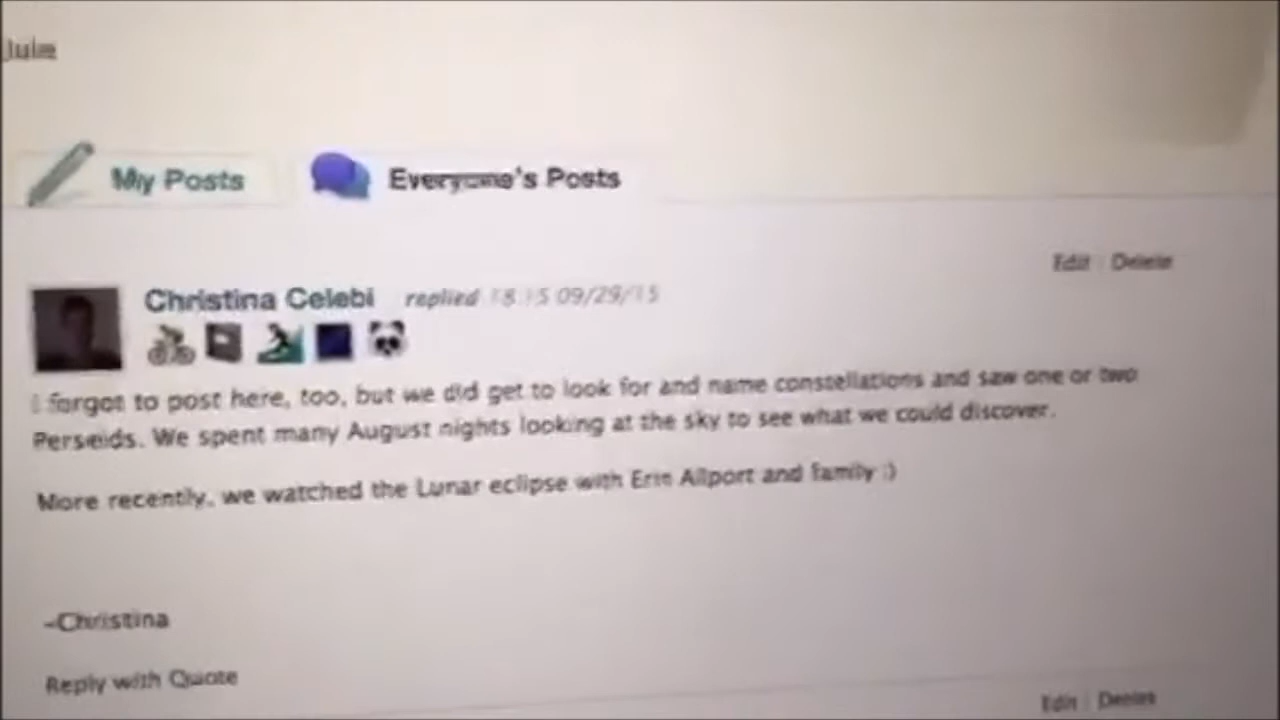 Julie
My Posts Everyone's Posts
Edit | Delete
Christina Celebi replied 18:15 09/29/15
I forgot to post here, too, but we did get to look for and name constellations and saw one or two
Perseids. We spent many August nights looking at the sky to see what we could discover.
More recently, we watched the Lunar eclipse with Erin Allport and family :)
-Christina
Reply with Quote
Edit | Delete